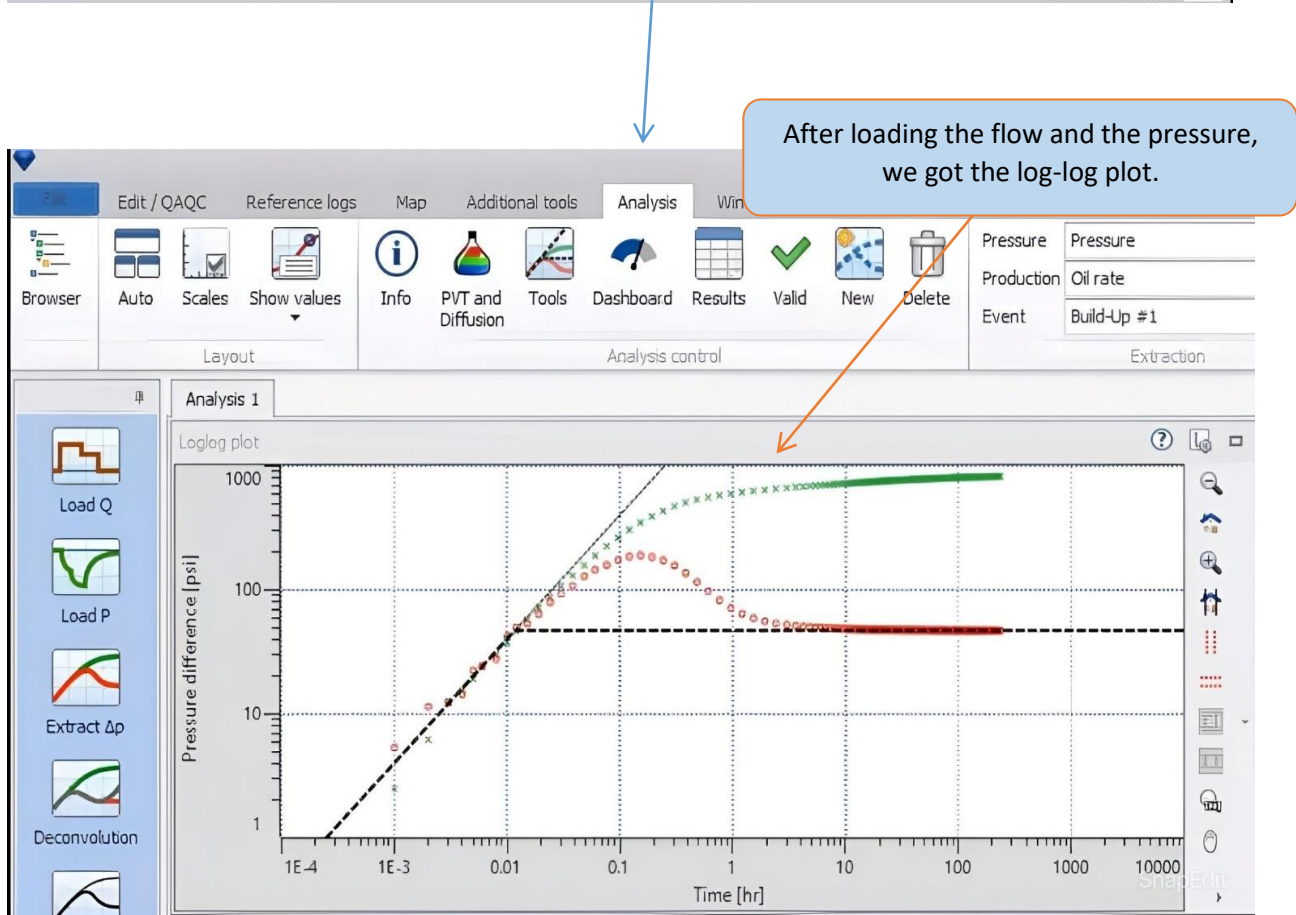 After loading the flow and the pressure,
we got the log-log plot.
File Edit / QAQC Reference logs Map Additional tools Analysis Win
Browser Auto Scales Show values Info PVT and Diffusion Tools Dashboard Results Valid New Delete
Pressure Pressure
Production Oil rate
Event Build-Up #1
Layout Analysis control Extraction
Analysis 1
Loglog plot
Load Q
Load P
Extract Δp
Deconvolution
Pressure difference [psi]
1000
100
10
1
1E-4 1E-3 0.01 0.1 1 10 100 1000 10000
Time [hr]
SnapEdit